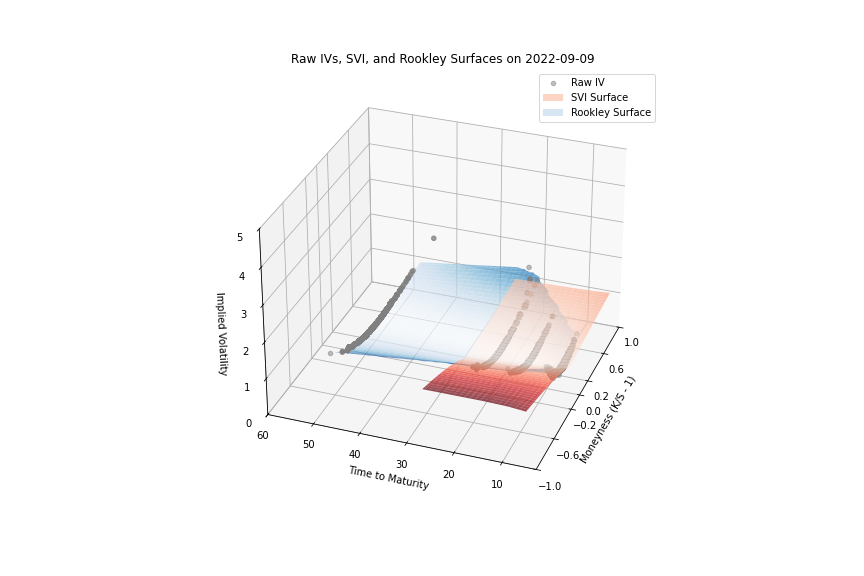 Raw IVs, SVI, and Rookley Surfaces on 2022-09-09
Raw IV
SVI Surface
Rookley Surface
5
4
3
2
1
0
Implied Volatility
60
50
40
30
20
10
Time to Maturity
1.0
0.6
0.2
0.0
−0.2
−0.6
−1.0
Moneyness (K/S - 1)